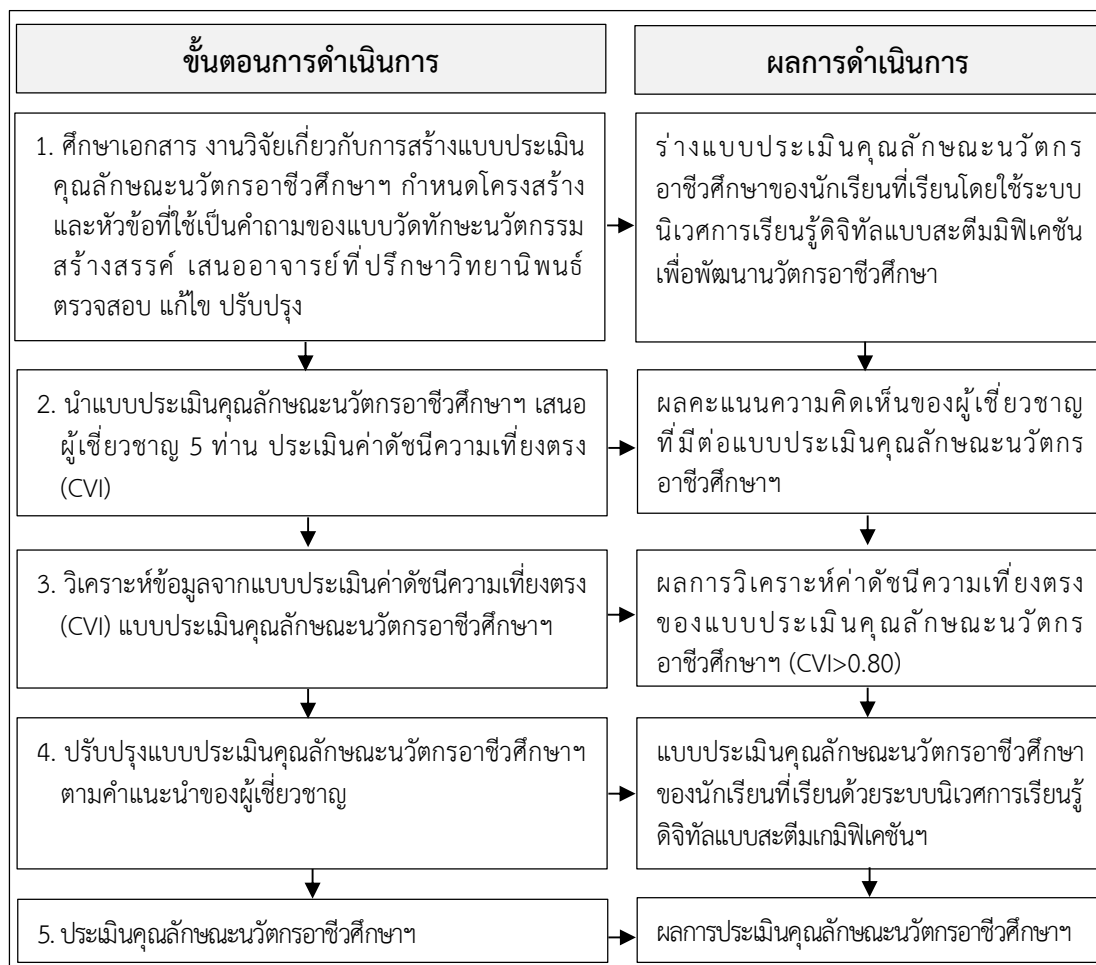 ขั้นตอนการดำเนินการ
ผลการดำเนินการ
1. ศึกษาเอกสาร งานวิจัยเกี่ยวกับการสร้างแบบประเมิน
คุณลักษณะนวัตกรอาชีวศึกษาฯ กำหนดโครงสร้าง
และหัวข้อที่ใช้เป็นคำถามของแบบวัดทักษะนวัตกรรม
สร้างสรรค์ เสนออาจารย์ที่ปรึกษาวิทยานิพนธ์
ตรวจสอบ แก้ไข ปรับปรุง
ร่างแบบประเมินคุณลักษณะนวัตกร
อาชีวศึกษาของนักเรียนที่เรียนโดยใช้ระบบ
นิเวศการเรียนรู้ดิจิทัลแบบสะตีมมิฟิเคชัน
เพื่อพัฒนานวัตกรอาชีวศึกษา
2. นำแบบประเมินคุณลักษณะนวัตกรอาชีวศึกษาฯ เสนอ
ผู้เชี่ยวชาญ 5 ท่าน ประเมินค่าดัชนีความเที่ยงตรง
(CVI)
ผลคะแนนความคิดเห็นของผู้เชี่ยวชาญ
ที่มีต่อแบบประเมินคุณลักษณะนวัตกร
อาชีวศึกษาฯ
3. วิเคราะห์ข้อมูลจากแบบประเมินค่าดัชนีความเที่ยงตรง
(CVI) แบบประเมินคุณลักษณะนวัตกรอาชีวศึกษาฯ
ผลการวิเคราะห์ค่าดัชนีความเที่ยงตรง
ของแบบประเมินคุณลักษณะนวัตกร
อาชีวศึกษาฯ (CVI>0.80)
4. ปรับปรุงแบบประเมินคุณลักษณะนวัตกรอาชีวศึกษาฯ
ตามคำแนะนำของผู้เชี่ยวชาญ
แบบประเมินคุณลักษณะนวัตกรอาชีวศึกษา
ของนักเรียนที่เรียนด้วยระบบนิเวศการเรียนรู้
ดิจิทัลแบบสะตีมเกมิฟิเคชันฯ
5. ประเมินคุณลักษณะนวัตกรอาชีวศึกษาฯ
ผลการประเมินคุณลักษณะนวัตกรอาชีวศึกษาฯ